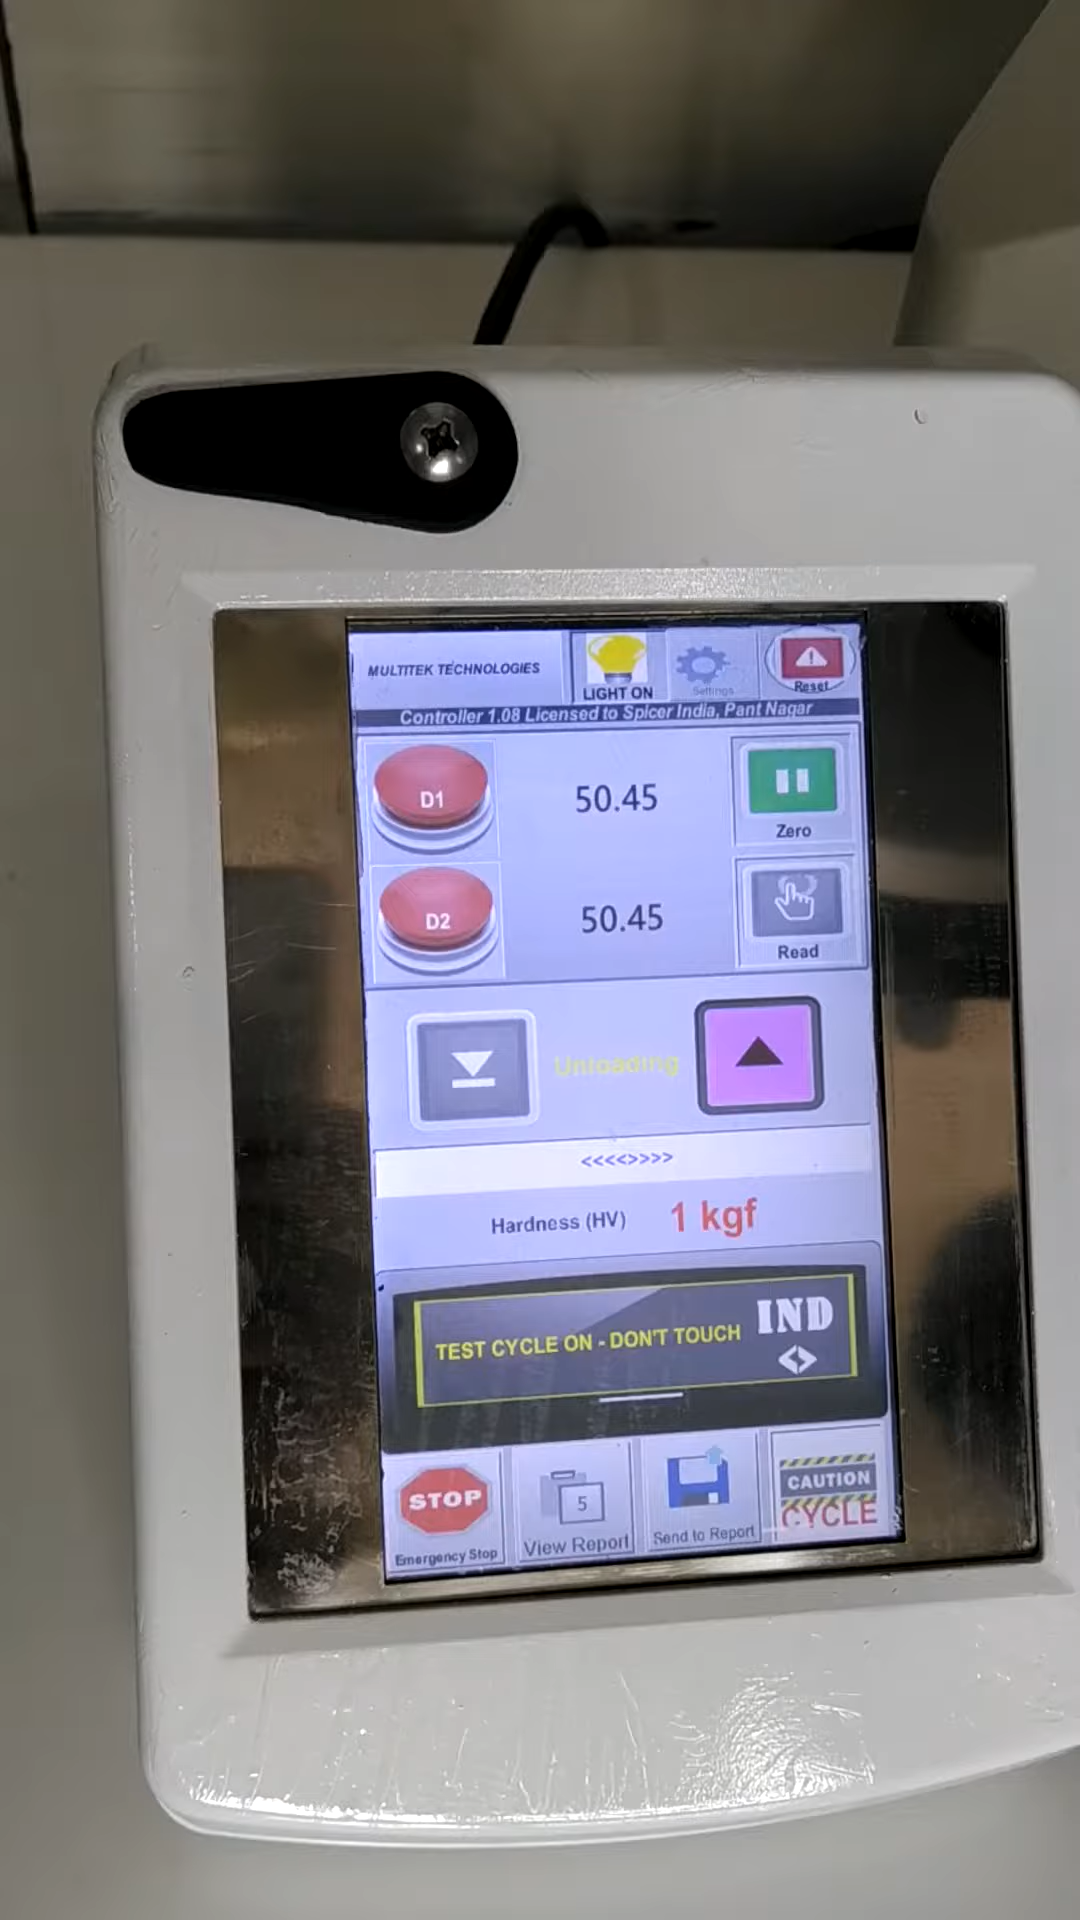 MULTITEK TECHNOLOGIES
LIGHT ON
Settings
Reset
Controller 1.08 Licensed to Spicer India, Pant Nagar
D1
50.45
Zero
D2
50.45
Read
Unloading
<<<<>>>>
Hardness (HV) 1 kgf
TEST CYCLE ON - DON'T TOUCH
IND
<>
STOP
Emergency Stop
5
View Report
Send to Report
CAUTION
CYCLE